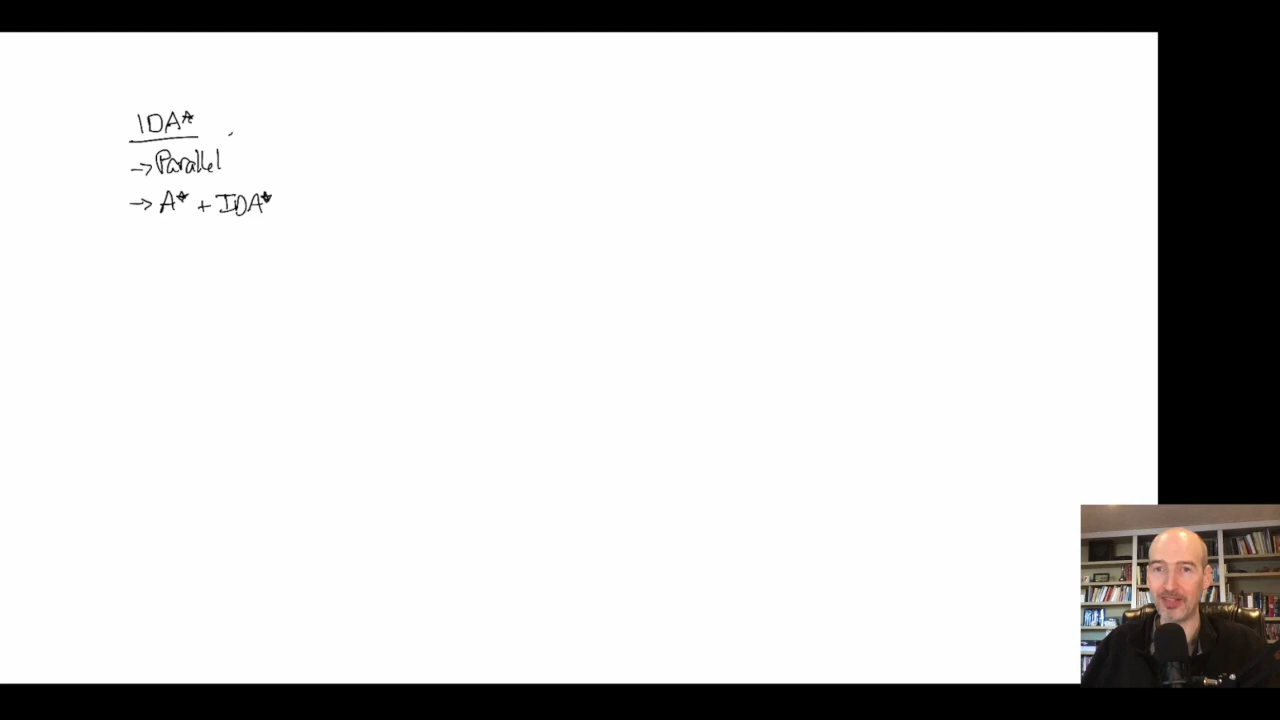 IDA*
→ Parallel
→ A* + IDA*